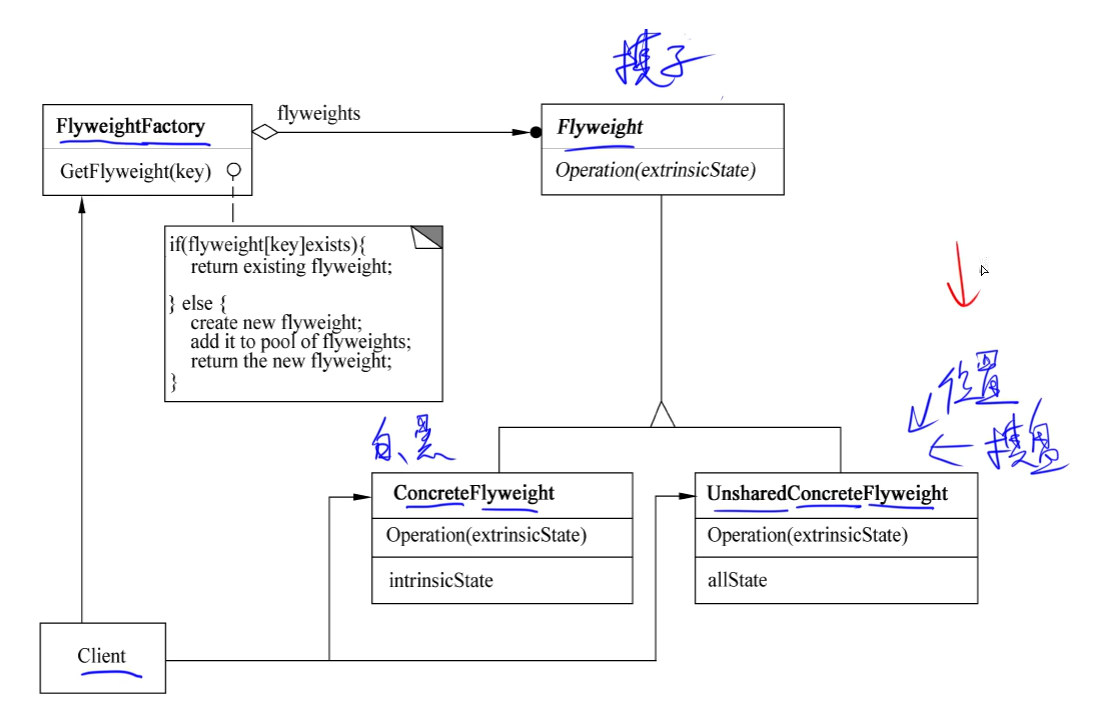 棋子
flyweights
FlyweightFactory
GetFlyweight(key)
Flyweight
Operation(extrinsicState)
if(flyweight[key]exists){
return existing flyweight;
} else {
create new flyweight;
add it to pool of flyweights;
return the new flyweight;
}
位置
白、黑
棋盘
ConcreteFlyweight
Operation(extrinsicState)
intrinsicState
UnsharedConcreteFlyweight
Operation(extrinsicState)
allState
Client